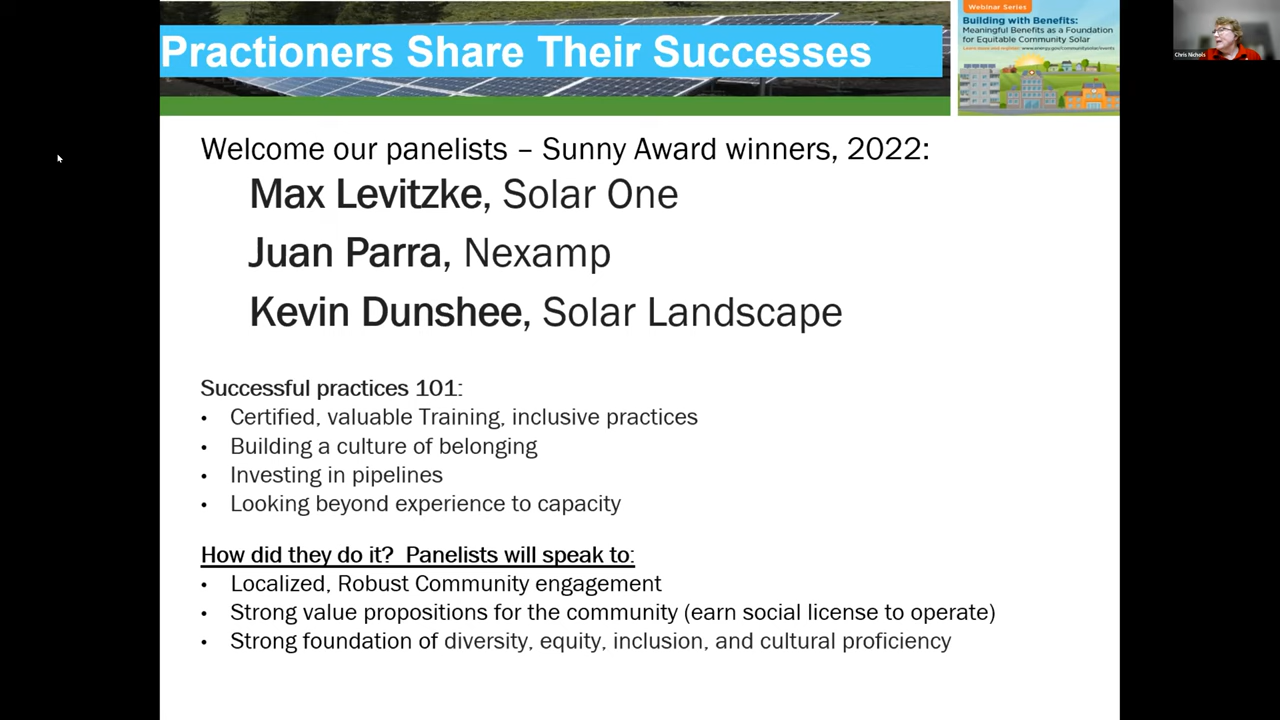 Practioners Share Their Successes
Webinar Series
Building with Benefits:
Meaningful Benefits as a Foundation
for Equitable Community Solar
Learn more and register: www.energy.gov/communitysolar/events
Chris Nichols
Welcome our panelists – Sunny Award winners, 2022:
Max Levitzke, Solar One
Juan Parra, Nexamp
Kevin Dunshee, Solar Landscape
Successful practices 101:
• Certified, valuable Training, inclusive practices
• Building a culture of belonging
• Investing in pipelines
• Looking beyond experience to capacity
How did they do it? Panelists will speak to:
• Localized, Robust Community engagement
• Strong value propositions for the community (earn social license to operate)
• Strong foundation of diversity, equity, inclusion, and cultural proficiency